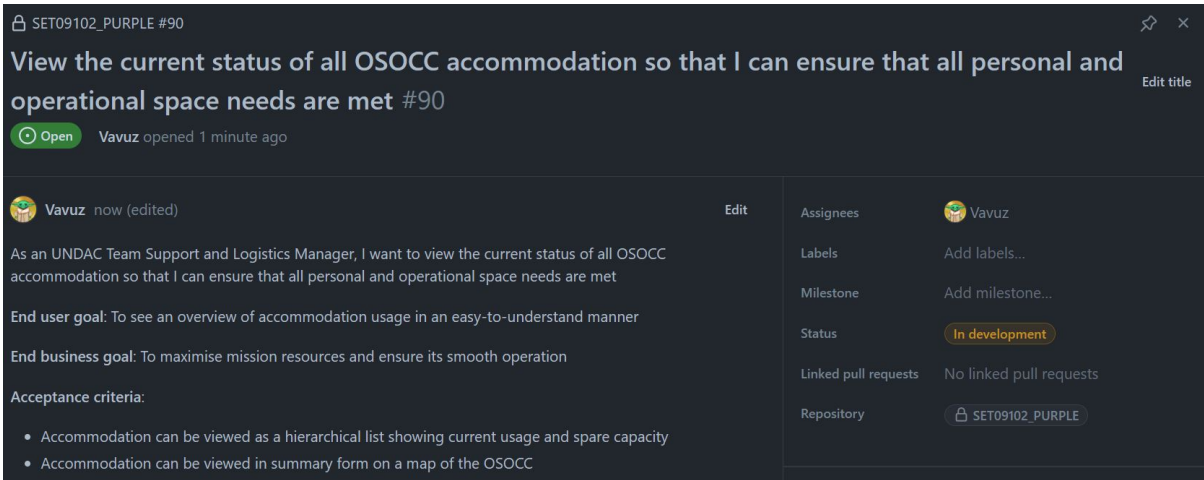 SET09102_PURPLE #90
View the current status of all OSOCC accommodation so that I can ensure that all personal and
operational space needs are met #90
Edit title
Open Vavuz opened 1 minute ago
Vavuz now (edited)
Edit
As an UNDAC Team Support and Logistics Manager, I want to view the current status of all OSOCC
accommodation so that I can ensure that all personal and operational space needs are met
End user goal: To see an overview of accommodation usage in an easy-to-understand manner
End business goal: To maximise mission resources and ensure its smooth operation
Acceptance criteria:
• Accommodation can be viewed as a hierarchical list showing current usage and spare capacity
• Accommodation can be viewed in summary form on a map of the OSOCC
Assignees Vavuz
Labels Add labels...
Milestone Add milestone...
Status In development
Linked pull requests No linked pull requests
Repository SET09102_PURPLE